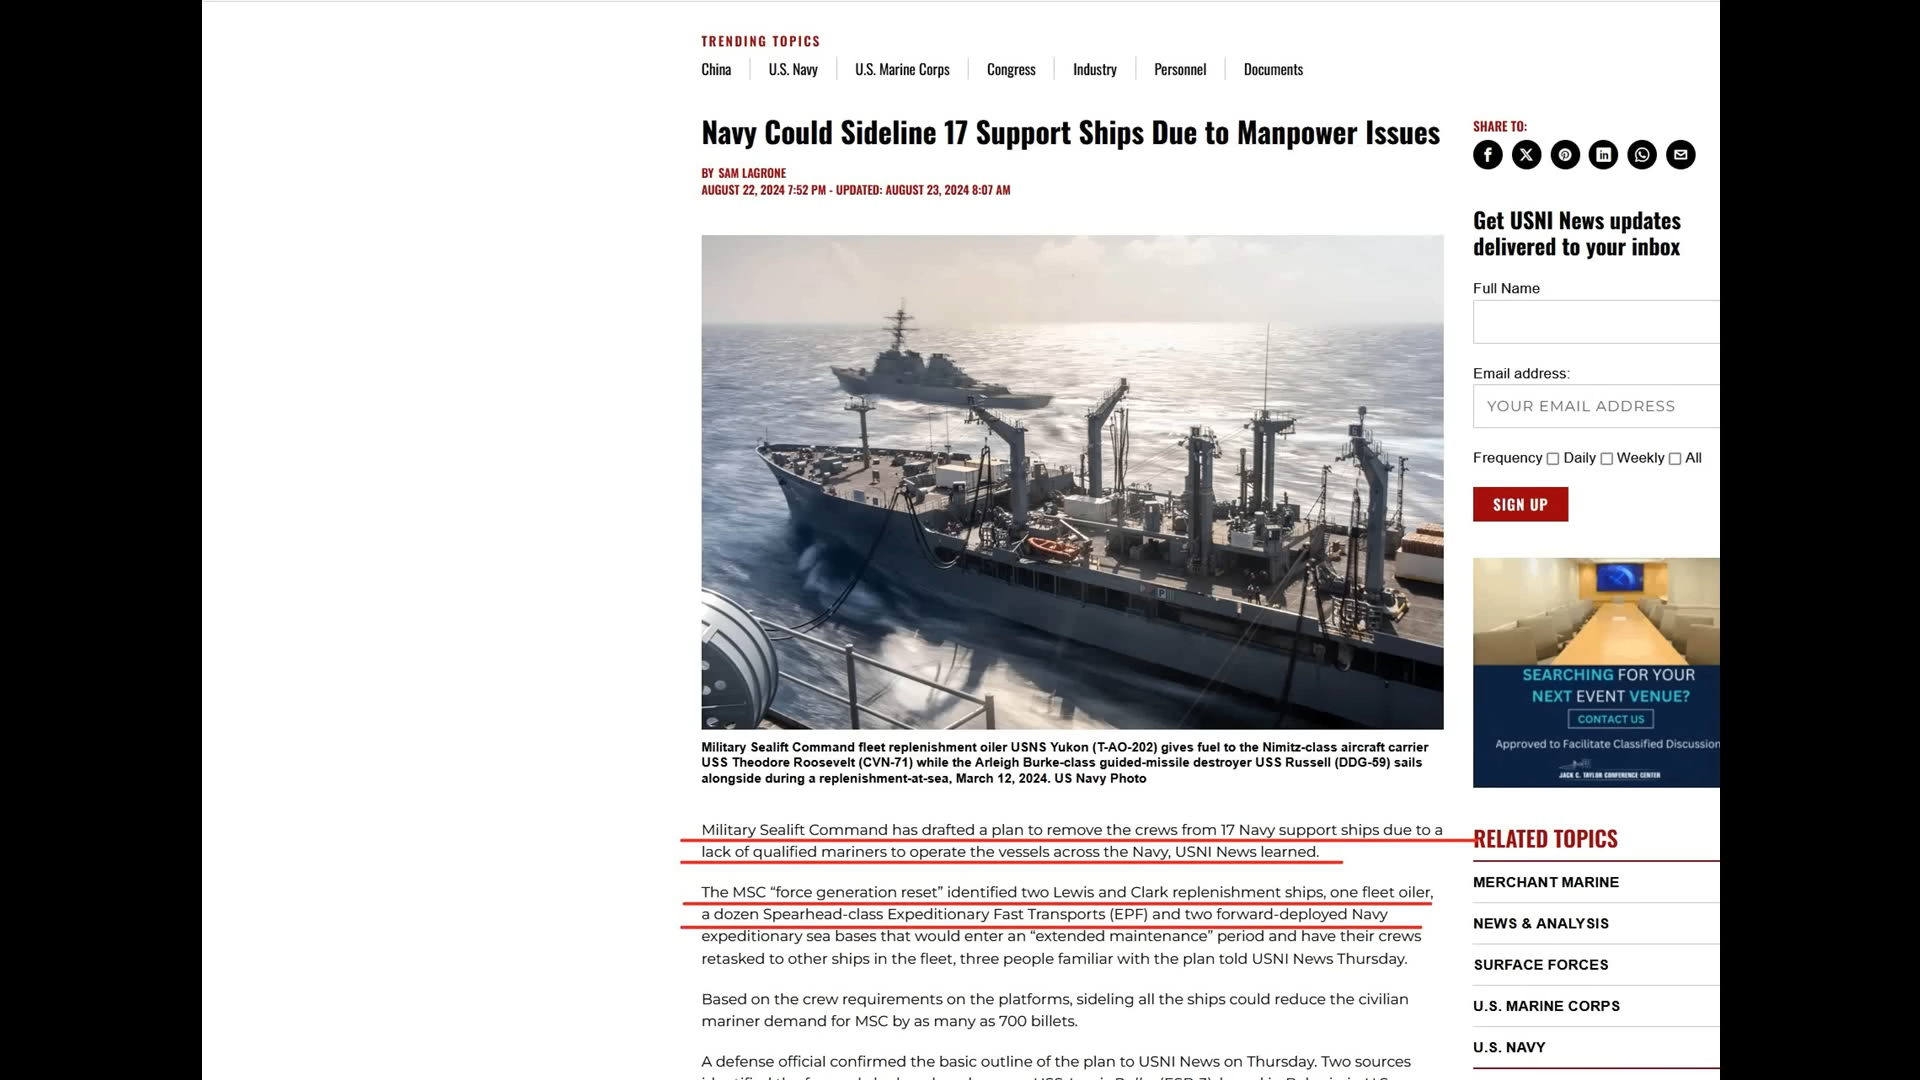 TRENDING TOPICS
China
U.S. Navy
U.S. Marine Corps
Congress
Industry
Personnel
Documents
Navy Could Sideline 17 Support Ships Due to Manpower Issues
BY SAM LAGRONE
AUGUST 22, 2024 7:52 PM - UPDATED: AUGUST 23, 2024 8:07 AM
Military Sealift Command fleet replenishment oiler USNS Yukon (T-AO-202) gives fuel to the Nimitz-class aircraft carrier
USS Theodore Roosevelt (CVN-71) while the Arleigh Burke-class guided-missile destroyer USS Russell (DDG-59) sails
alongside during a replenishment-at-sea, March 12, 2024. US Navy Photo
Military Sealift Command has drafted a plan to remove the crews from 17 Navy support ships due to a
lack of qualified mariners to operate the vessels across the Navy, USNI News learned.
The MSC “force generation reset” identified two Lewis and Clark replenishment ships, one fleet oiler,
a dozen Spearhead-class Expeditionary Fast Transports (EPF) and two forward-deployed Navy
expeditionary sea bases that would enter an “extended maintenance” period and have their crews
retasked to other ships in the fleet, three people familiar with the plan told USNI News Thursday.
Based on the crew requirements on the platforms, sideling all the ships could reduce the civilian
mariner demand for MSC by as many as 700 billets.
A defense official confirmed the basic outline of the plan to USNI News on Thursday. Two sources
SHARE TO:
Get USNI News updates
delivered to your inbox
Full Name
Email address:
YOUR EMAIL ADDRESS
Frequency Daily Weekly All
SIGN UP
SEARCHING FOR YOUR
NEXT EVENT VENUE?
CONTACT US
Approved to Facilitate Classified Discussion
JACK C. TAYLOR CONFERENCE CENTER
RELATED TOPICS
MERCHANT MARINE
NEWS & ANALYSIS
SURFACE FORCES
U.S. MARINE CORPS
U.S. NAVY